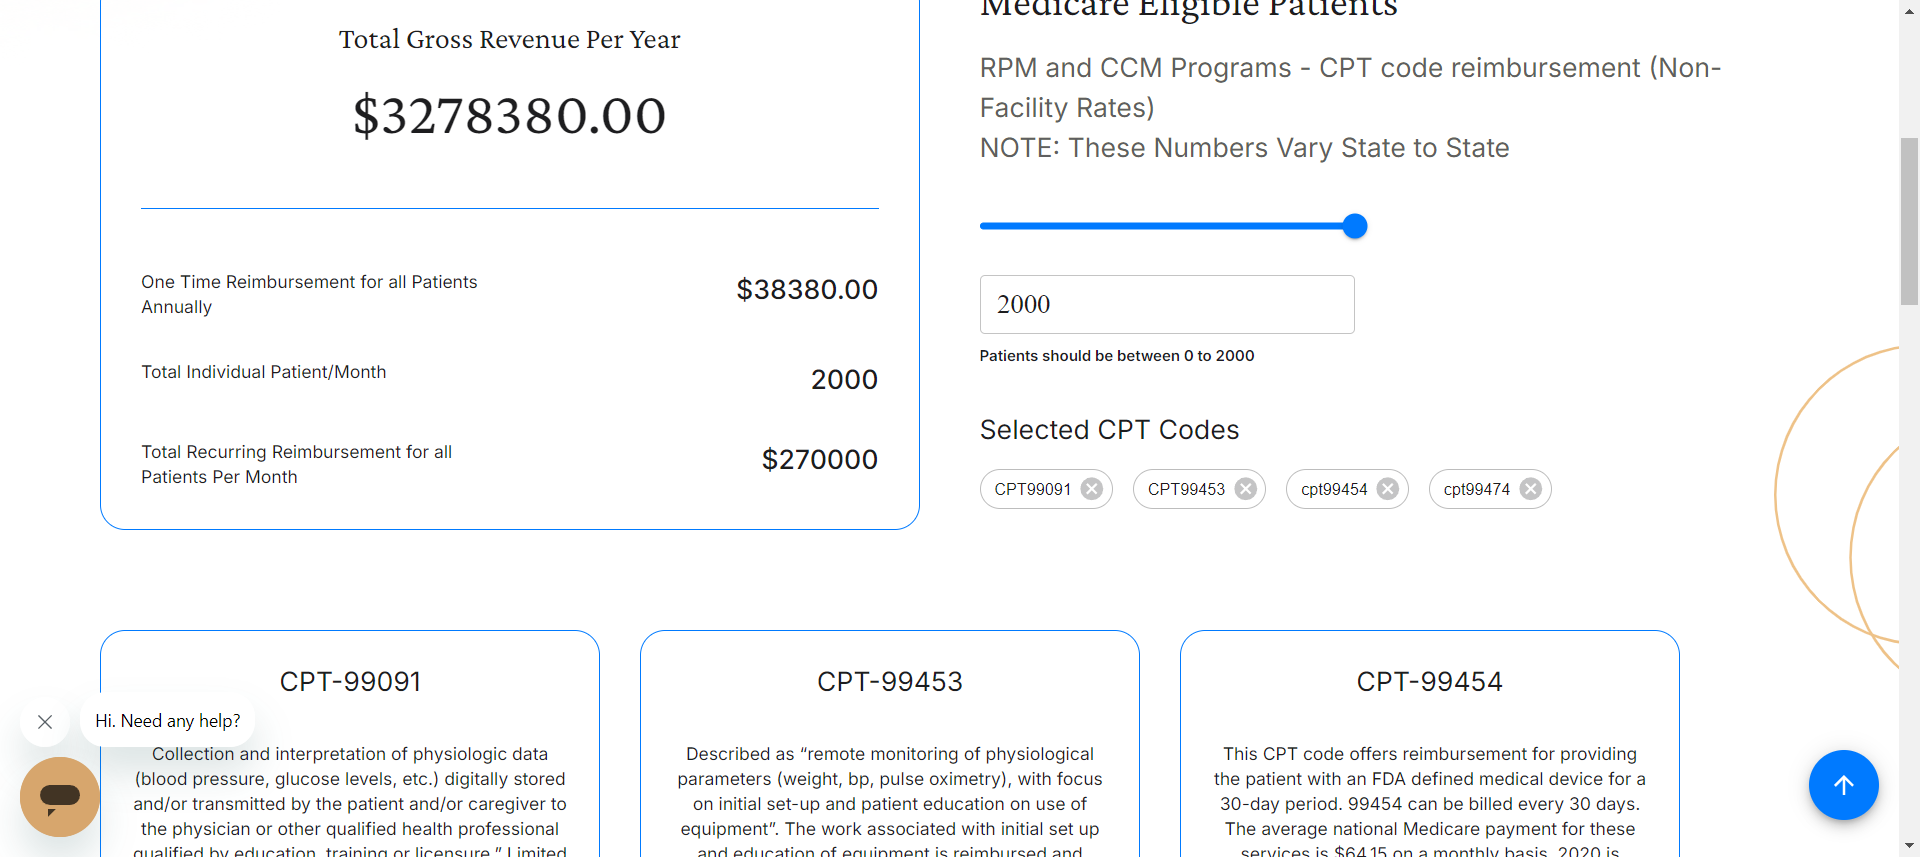 Total Gross Revenue Per Year
$3278380.00
One Time Reimbursement for all Patients
Annually
$38380.00
Total Individual Patient/Month
2000
Total Recurring Reimbursement for all
Patients Per Month
$270000
Medicare Eligible Patients
RPM and CCM Programs - CPT code reimbursement (Non-
Facility Rates)
NOTE: These Numbers Vary State to State
2000
Patients should be between 0 to 2000
Selected CPT Codes
CPT99091
CPT99453
cpt99454
cpt99474
CPT-99091
Collection and interpretation of physiologic data
(blood pressure, glucose levels, etc.) digitally stored
and/or transmitted by the patient and/or caregiver to
the physician or other qualified health professional
qualified by education, training or licensure.” Limited
CPT-99453
Described as “remote monitoring of physiological
parameters (weight, bp, pulse oximetry), with focus
on initial set-up and patient education on use of
equipment”. The work associated with initial set up
and education of equipment is reimbursed and
CPT-99454
This CPT code offers reimbursement for providing
the patient with an FDA defined medical device for a
30-day period. 99454 can be billed every 30 days.
The average national Medicare payment for these
services is $64.15 on a monthly basis. 2020 is
Hi. Need any help?